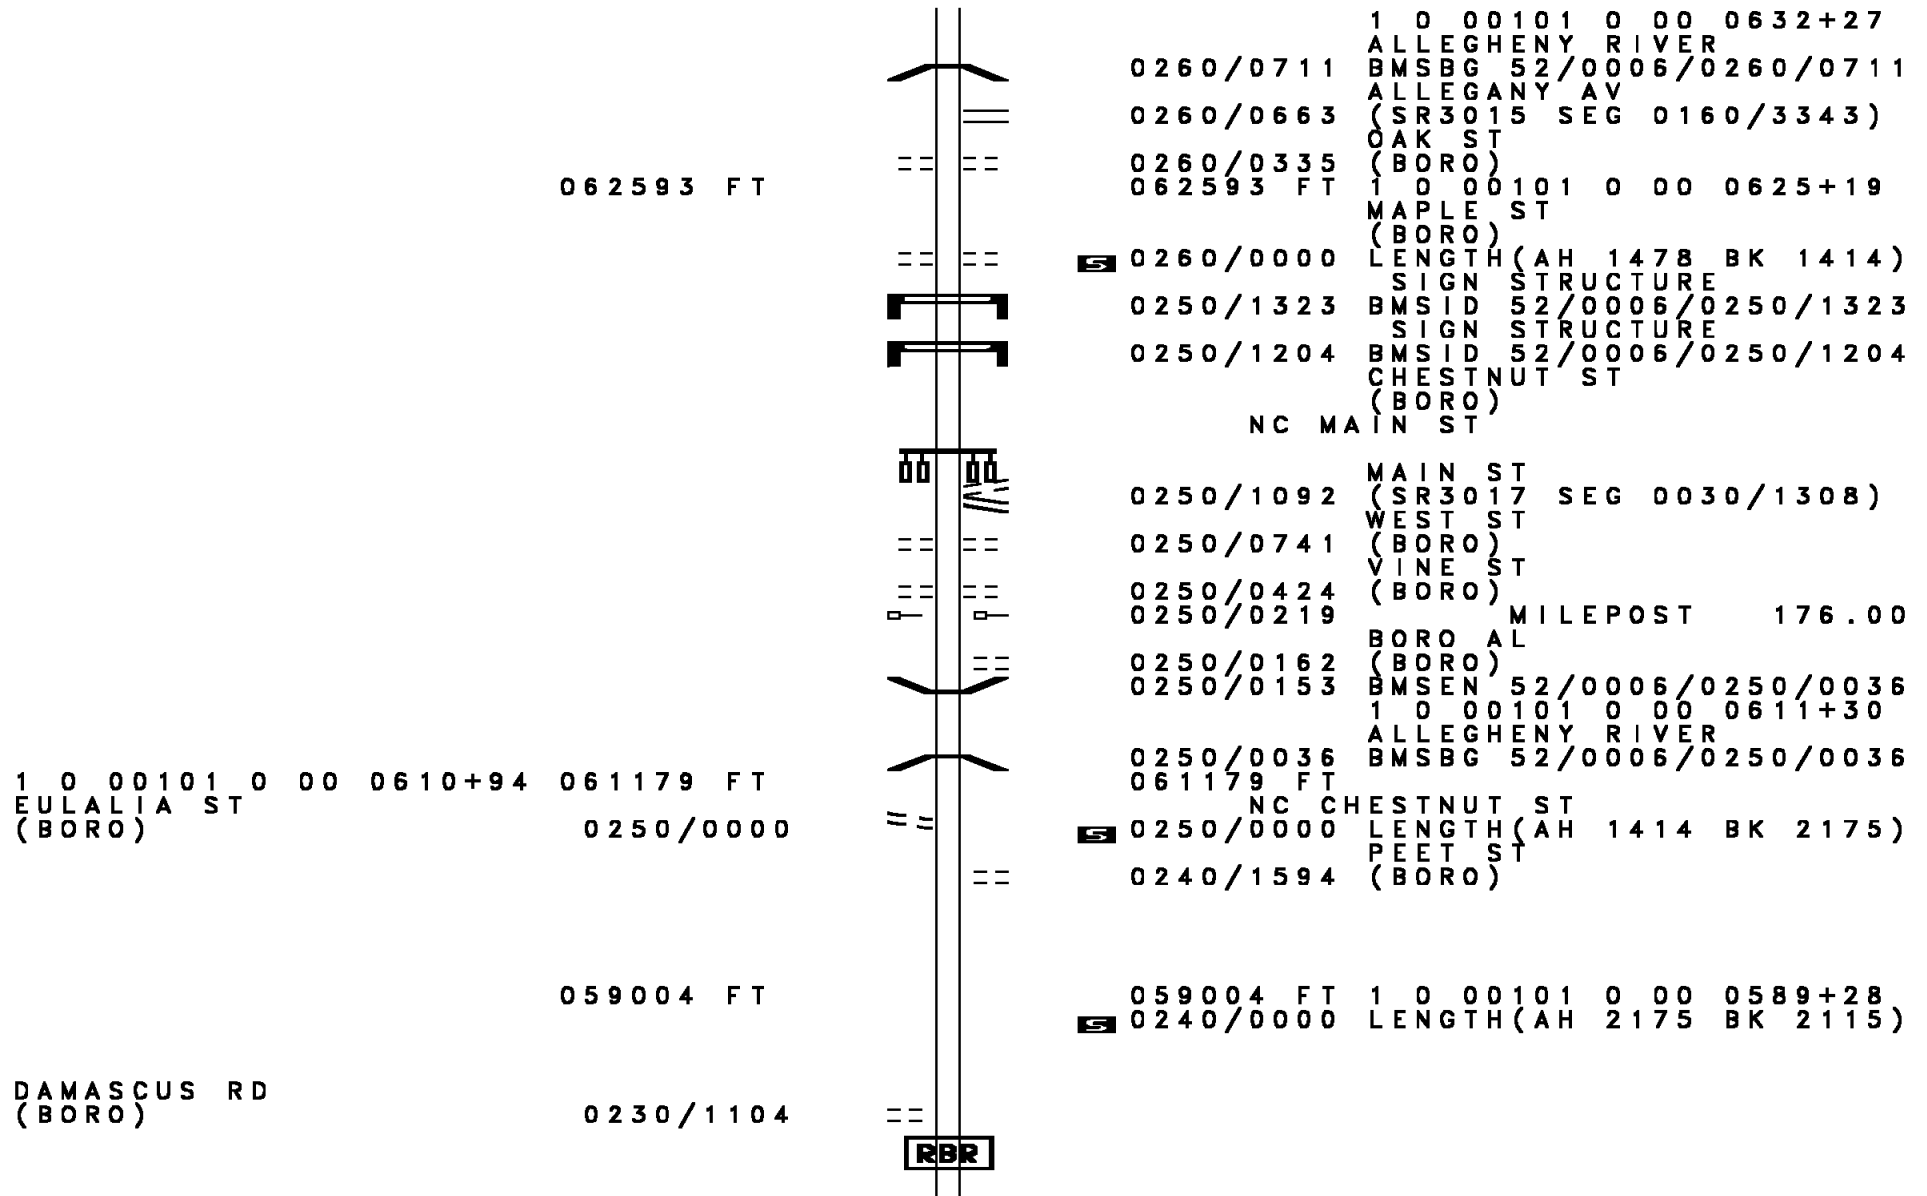 1 0 00101 0 00 0632+27
ALLEGHENY RIVER
0260/0711 BMSBG 52/0006/0260/0711
ALLEGANY AV
0260/0663 (SR3015 SEG 0160/3343)
OAK ST
0260/0335 (BORO)
062593 FT 062593 FT 1 0 00101 0 00 0625+19
MAPLE ST
(BORO)
S 0260/0000 LENGTH(AH 1478 BK 1414)
SIGN STRUCTURE
0250/1323 BMSID 52/0006/0250/1323
SIGN STRUCTURE
0250/1204 BMSID 52/0006/0250/1204
CHESTNUT ST
(BORO)
NC MAIN ST
MAIN ST
0250/1092 (SR3017 SEG 0030/1308)
WEST ST
0250/0741 (BORO)
VINE ST
0250/0424 (BORO)
0250/0219 MILEPOST 176.00
BORO AL
0250/0162 (BORO)
0250/0153 BMSEN 52/0006/0250/0036
1 0 00101 0 00 0611+30
ALLEGHENY RIVER
0250/0036 BMSBG 52/0006/0250/0036
1 0 00101 0 00 0610+94 061179 FT 061179 FT
EULALIA ST NC CHESTNUT ST
(BORO) 0250/0000 S 0250/0000 LENGTH(AH 1414 BK 2175)
PEET ST
0240/1594 (BORO)
059004 FT 059004 FT 1 0 00101 0 00 0589+28
S 0240/0000 LENGTH(AH 2175 BK 2115)
DAMASCUS RD
(BORO) 0230/1104
RBR